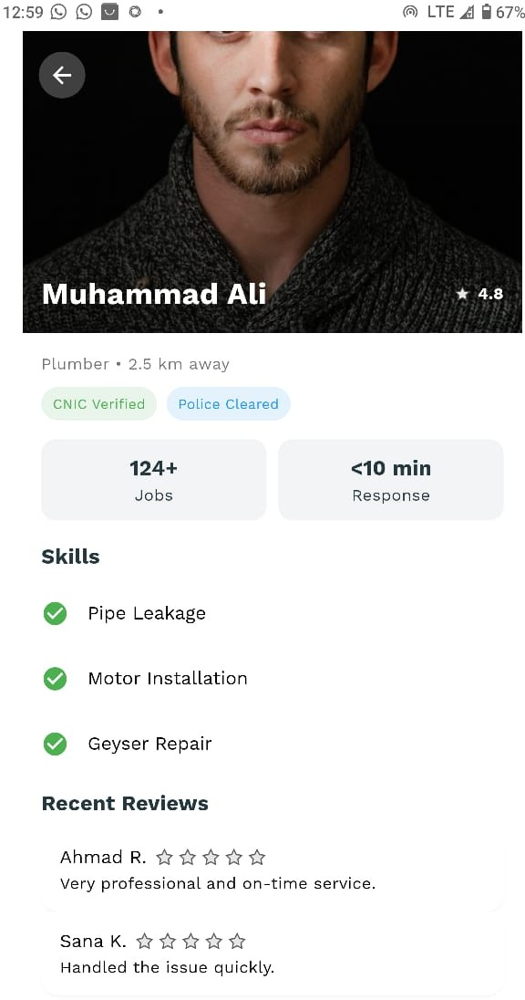 12:59 LTE 67%
Muhammad Ali ★ 4.8
Plumber • 2.5 km away
CNIC Verified Police Cleared
124+ <10 min
Jobs Response
Skills
Pipe Leakage
Motor Installation
Geyser Repair
Recent Reviews
Ahmad R. ☆☆☆☆☆
Very professional and on-time service.
Sana K. ☆☆☆☆☆
Handled the issue quickly.